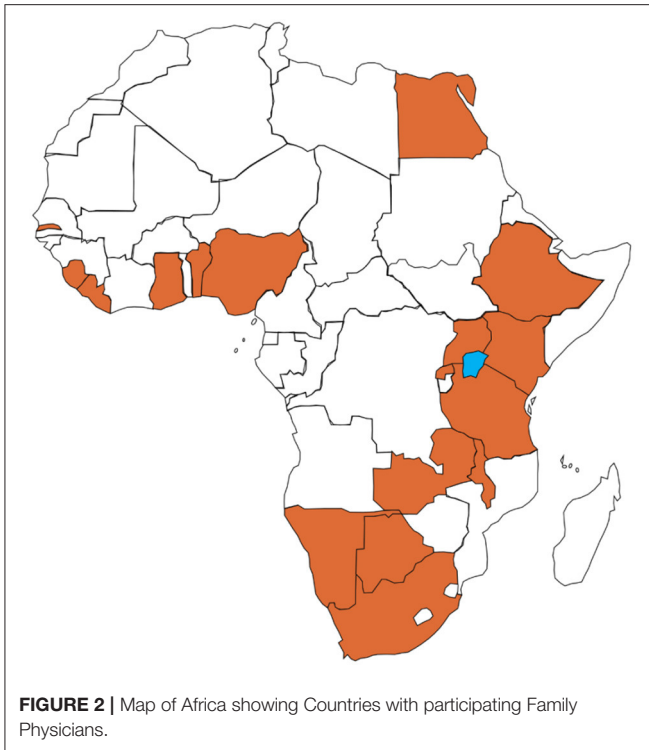 FIGURE 2 | Map of Africa showing Countries with participating Family
Physicians.